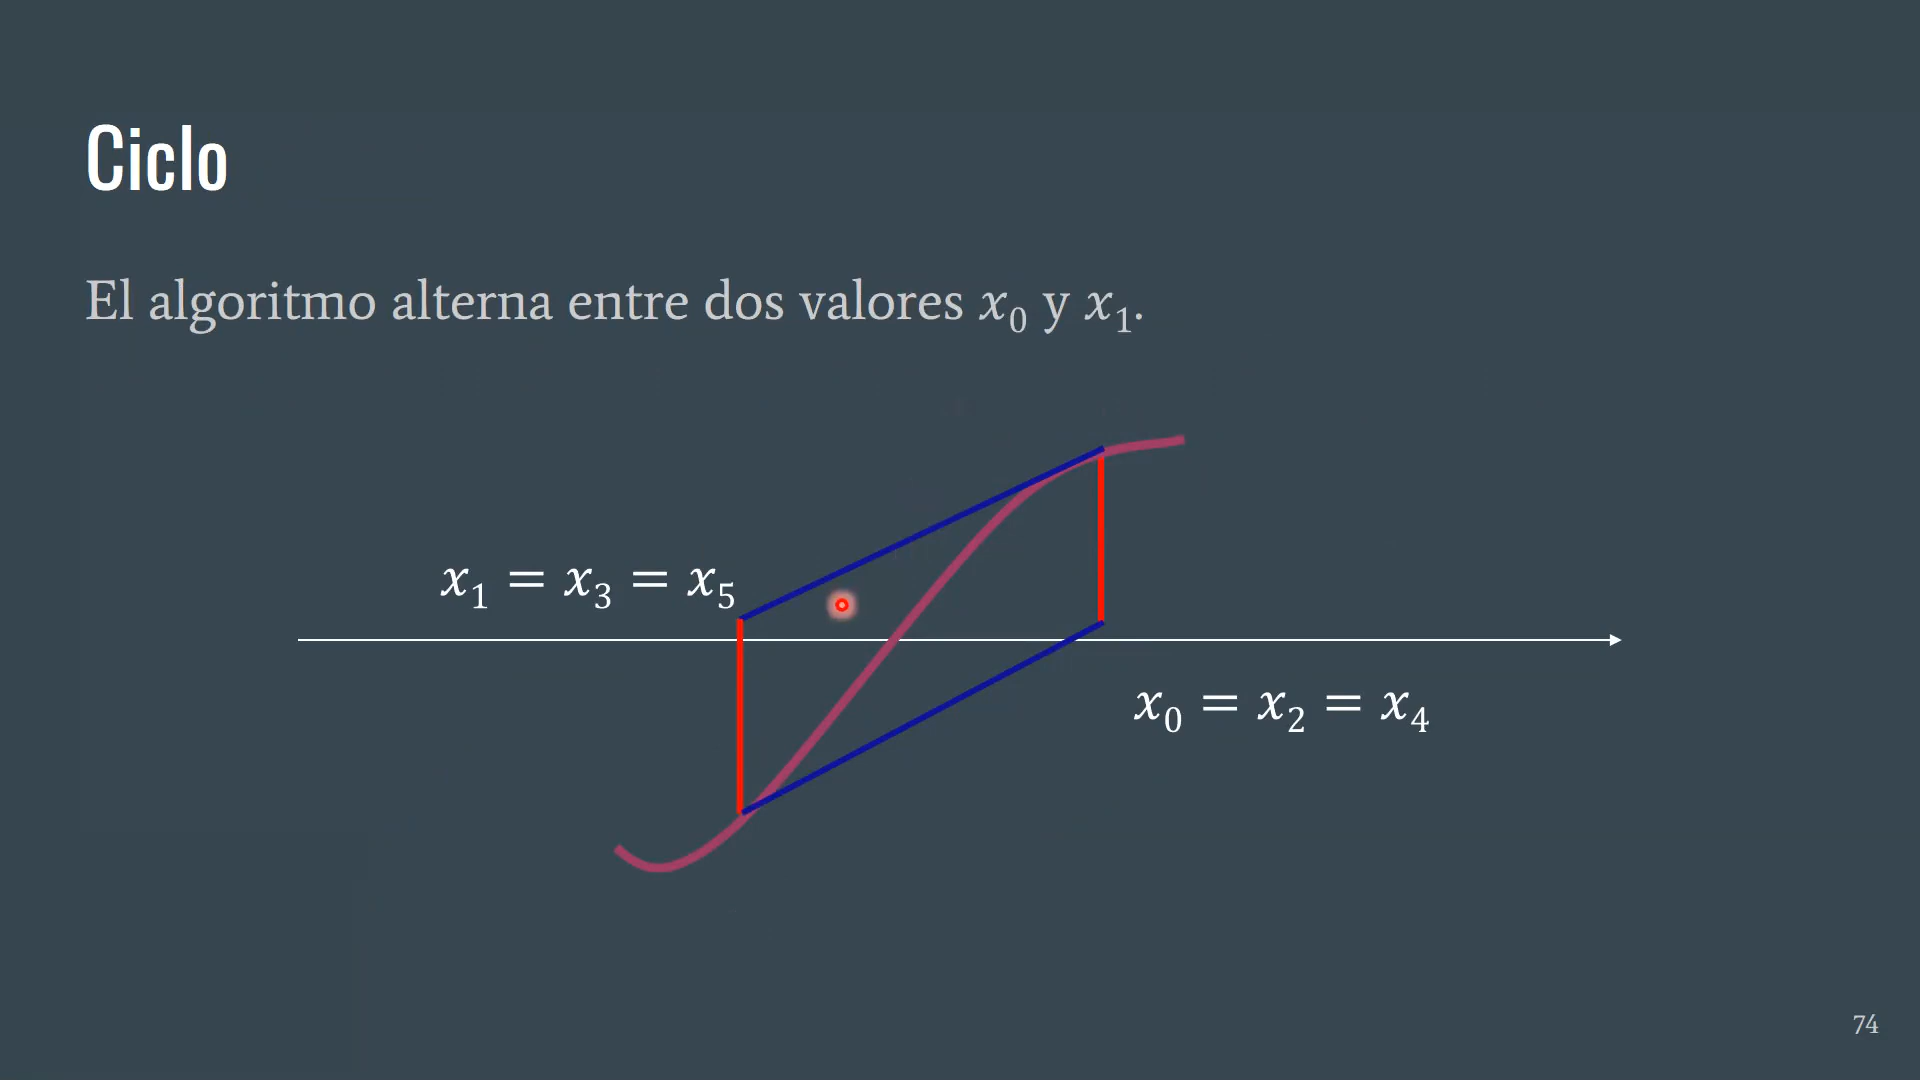 Ciclo
El algoritmo alterna entre dos valores x₀ y x₁.
x₁ = x₃ = x₅
x₀ = x₂ = x₄
74